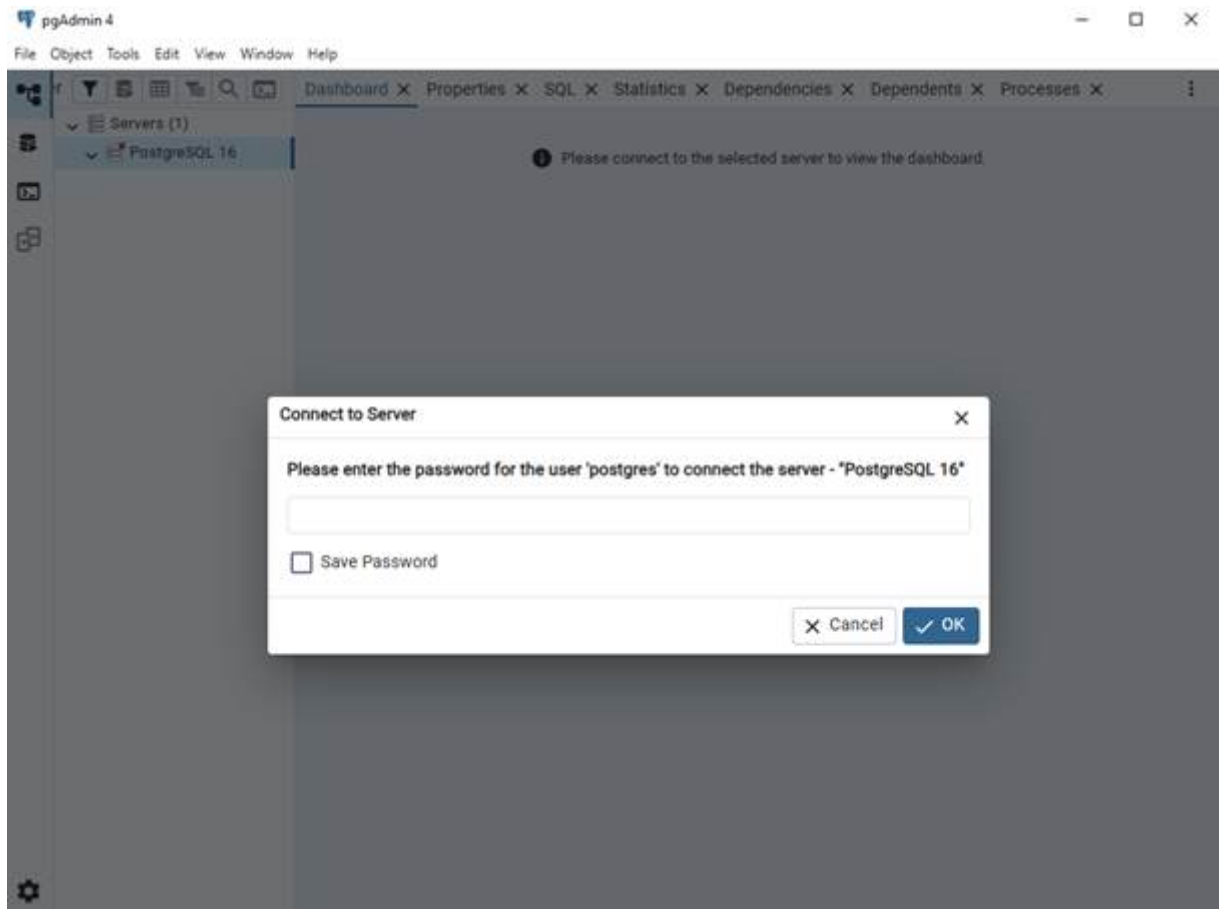 pgAdmin 4
File Object Tools Edit View Window Help
Dashboard Properties SQL Statistics Dependencies Dependents Processes
Servers (1)
PostgreSQL 16
Please connect to the selected server to view the dashboard.
Connect to Server
Please enter the password for the user 'postgres' to connect the server - "PostgreSQL 16"
Save Password
Cancel OK